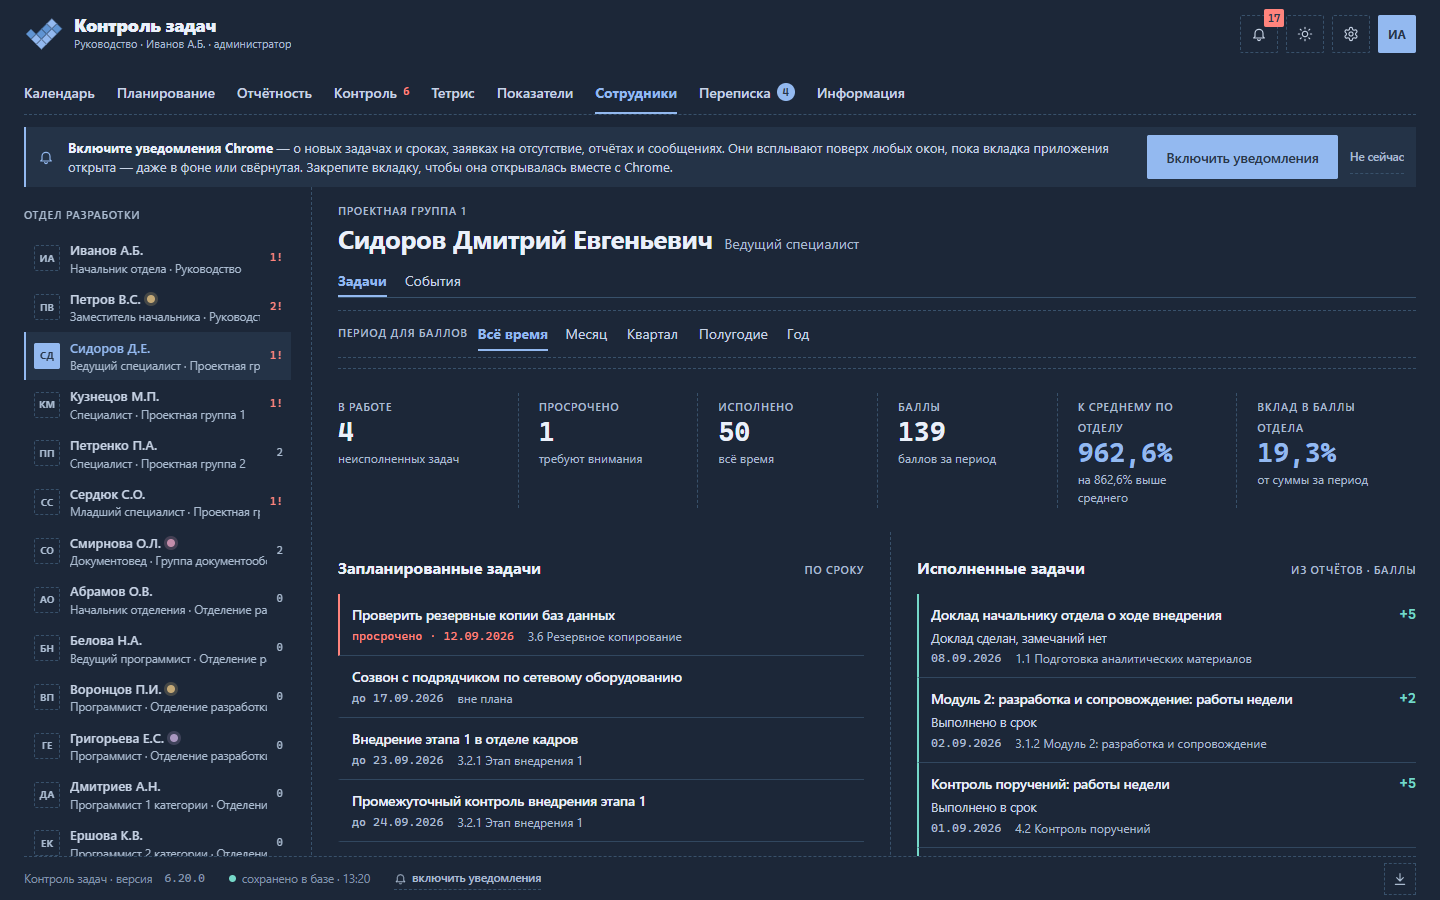 Контроль задач
Руководство · Иванов А.Б. · администратор
17
ИА
Календарь Планирование Отчётность Контроль 6 Тетрис Показатели Сотрудники Переписка 4 Информация
Включите уведомления Chrome — о новых задачах и сроках, заявках на отсутствие, отчётах и сообщениях. Они всплывают поверх любых окон, пока вкладка приложения
открыта — даже в фоне или свёрнутая. Закрепите вкладку, чтобы она открывалась вместе с Chrome.
Включить уведомления
Не сейчас
ОТДЕЛ РАЗРАБОТКИ
ИА Иванов А.Б. 1!
Начальник отдела · Руководство
ПВ Петров В.С. 2!
Заместитель начальника · Руководст
СД Сидоров Д.Е. 1!
Ведущий специалист · Проектная гр
КМ Кузнецов М.П. 1!
Специалист · Проектная группа 1
ПП Петренко П.А. 2
Специалист · Проектная группа 2
СС Сердюк С.О. 1!
Младший специалист · Проектная гр
СО Смирнова О.Л. 2
Документовед · Группа документооб
АО Абрамов О.В. 0
Начальник отделения · Отделение ра
БН Белова Н.А. 0
Ведущий программист · Отделение р
ВП Воронцов П.И. 0
Программист · Отделение разработки
ГЕ Григорьева Е.С. 0
Программист · Отделение разработки
ДА Дмитриев А.Н. 0
Программист 1 категории · Отделени
ЕК Ершова К.В. 0
Программист 2 категории · Отделени
ПРОЕКТНАЯ ГРУППА 1
Сидоров Дмитрий Евгеньевич Ведущий специалист
Задачи События
ПЕРИОД ДЛЯ БАЛЛОВ Всё время Месяц Квартал Полугодие Год
В РАБОТЕ
4
неисполненных задач
ПРОСРОЧЕНО
1
требуют внимания
ИСПОЛНЕНО
50
всё время
БАЛЛЫ
139
баллов за период
К СРЕДНЕМУ ПО
ОТДЕЛУ
962,6%
на 862,6% выше
среднего
ВКЛАД В БАЛЛЫ
ОТДЕЛА
19,3%
от суммы за период
Запланированные задачи ПО СРОКУ
Проверить резервные копии баз данных
просрочено · 12.09.2026 3.6 Резервное копирование
Созвон с подрядчиком по сетевому оборудованию
до 17.09.2026 вне плана
Внедрение этапа 1 в отделе кадров
до 23.09.2026 3.2.1 Этап внедрения 1
Промежуточный контроль внедрения этапа 1
до 24.09.2026 3.2.1 Этап внедрения 1
Исполненные задачи ИЗ ОТЧЁТОВ · БАЛЛЫ
Доклад начальнику отдела о ходе внедрения +5
Доклад сделан, замечаний нет
08.09.2026 1.1 Подготовка аналитических материалов
Модуль 2: разработка и сопровождение: работы недели +2
Выполнено в срок
02.09.2026 3.1.2 Модуль 2: разработка и сопровождение
Контроль поручений: работы недели +5
Выполнено в срок
01.09.2026 4.2 Контроль поручений
Контроль задач · версия 6.20.0 сохранено в базе · 13:20 включить уведомления